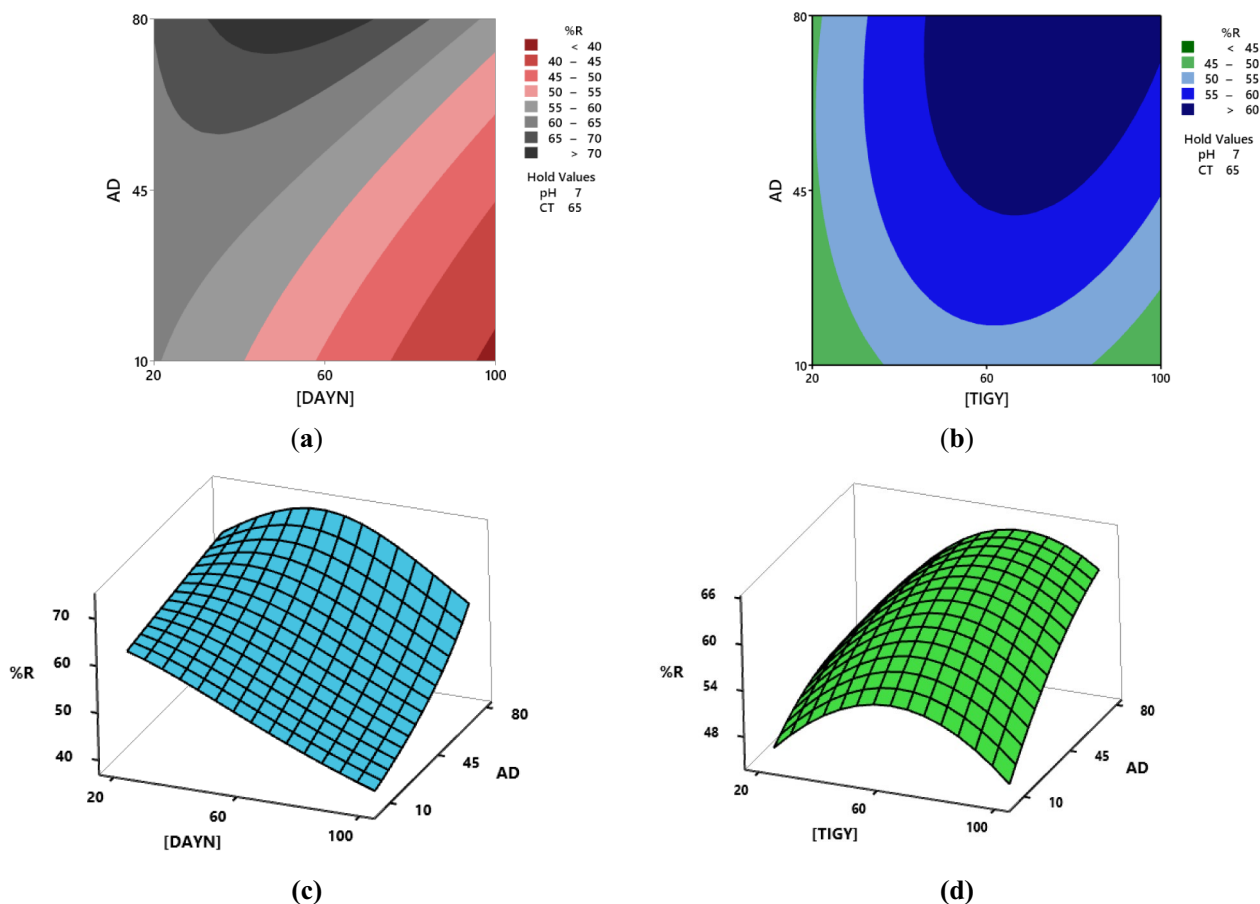 80
45
10
AD
20
60
100
[DAYN]
%R
< 40
40 – 45
45 – 50
50 – 55
55 – 60
60 – 65
65 – 70
> 70
Hold Values
pH 7
CT 65
(a)
80
45
10
AD
20
60
100
[TIGY]
%R
< 45
45 – 50
50 – 55
55 – 60
> 60
Hold Values
pH 7
CT 65
(b)
70
60
50
40
%R
20
60
100
[DAYN]
10
45
80
AD
(c)
66
60
54
48
%R
20
60
100
[TIGY]
10
45
80
AD
(d)